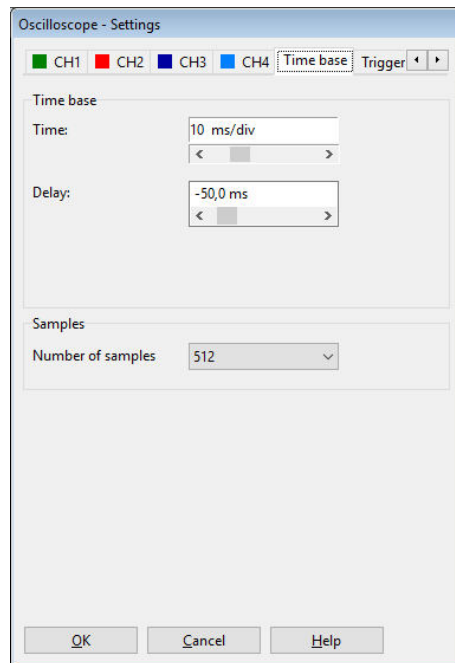 Oscilloscope - Settings
CH1 CH2 CH3 CH4 Time base Trigger
Time base
Time: 10 ms/div
Delay: -50,0 ms
Samples
Number of samples 512
OK Cancel Help